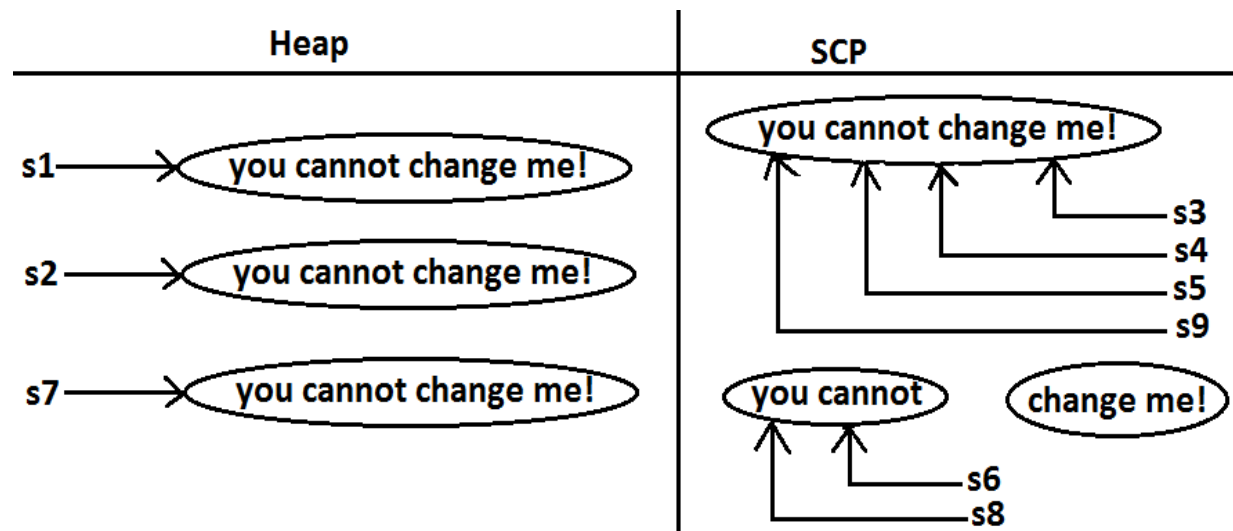 Heap
SCP
s1
you cannot change me!
s2
you cannot change me!
s7
you cannot change me!
you cannot change me!
s3
s4
s5
s9
you cannot
change me!
s6
s8